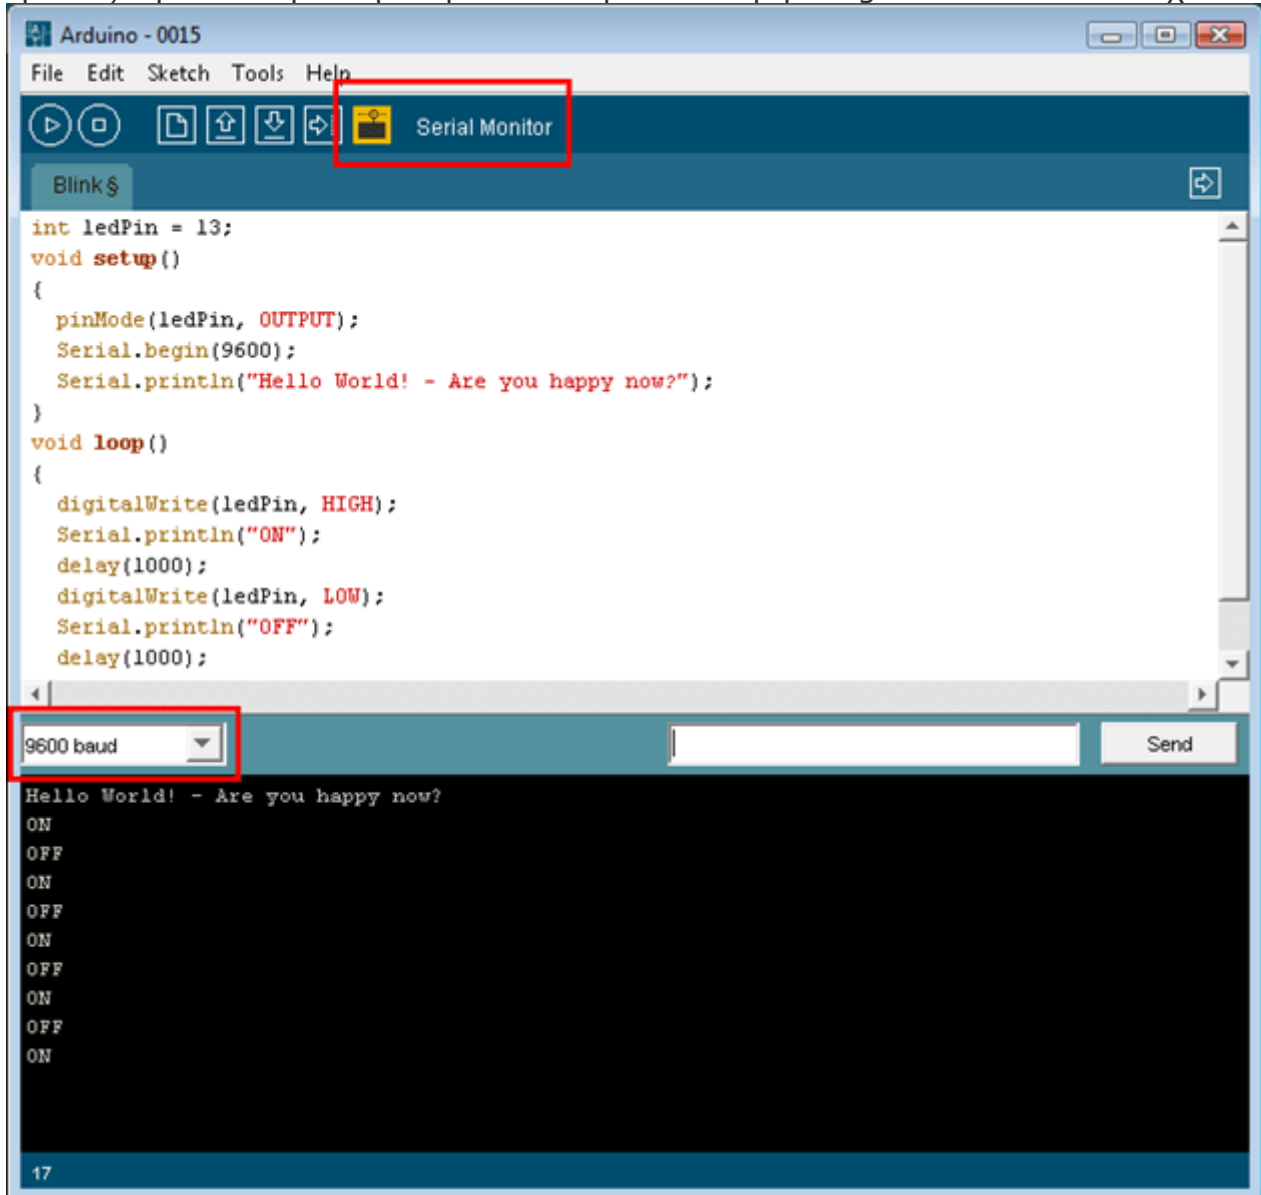 Arduino - 0015
File Edit Sketch Tools Help
Serial Monitor
Blink§
int ledPin = 13;
void setup()
{
  pinMode(ledPin, OUTPUT);
  Serial.begin(9600);
  Serial.println("Hello World! - Are you happy now?");
}
void loop()
{
  digitalWrite(ledPin, HIGH);
  Serial.println("ON");
  delay(1000);
  digitalWrite(ledPin, LOW);
  Serial.println("OFF");
  delay(1000);
9600 baud Send
Hello World! - Are you happy now?
ON
OFF
ON
OFF
ON
OFF
ON
OFF
ON
17